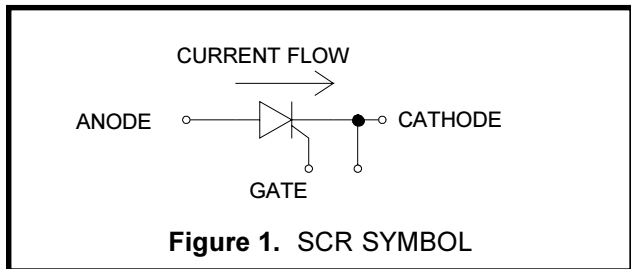 CURRENT FLOW
ANODE CATHODE
GATE
Figure 1. SCR SYMBOL